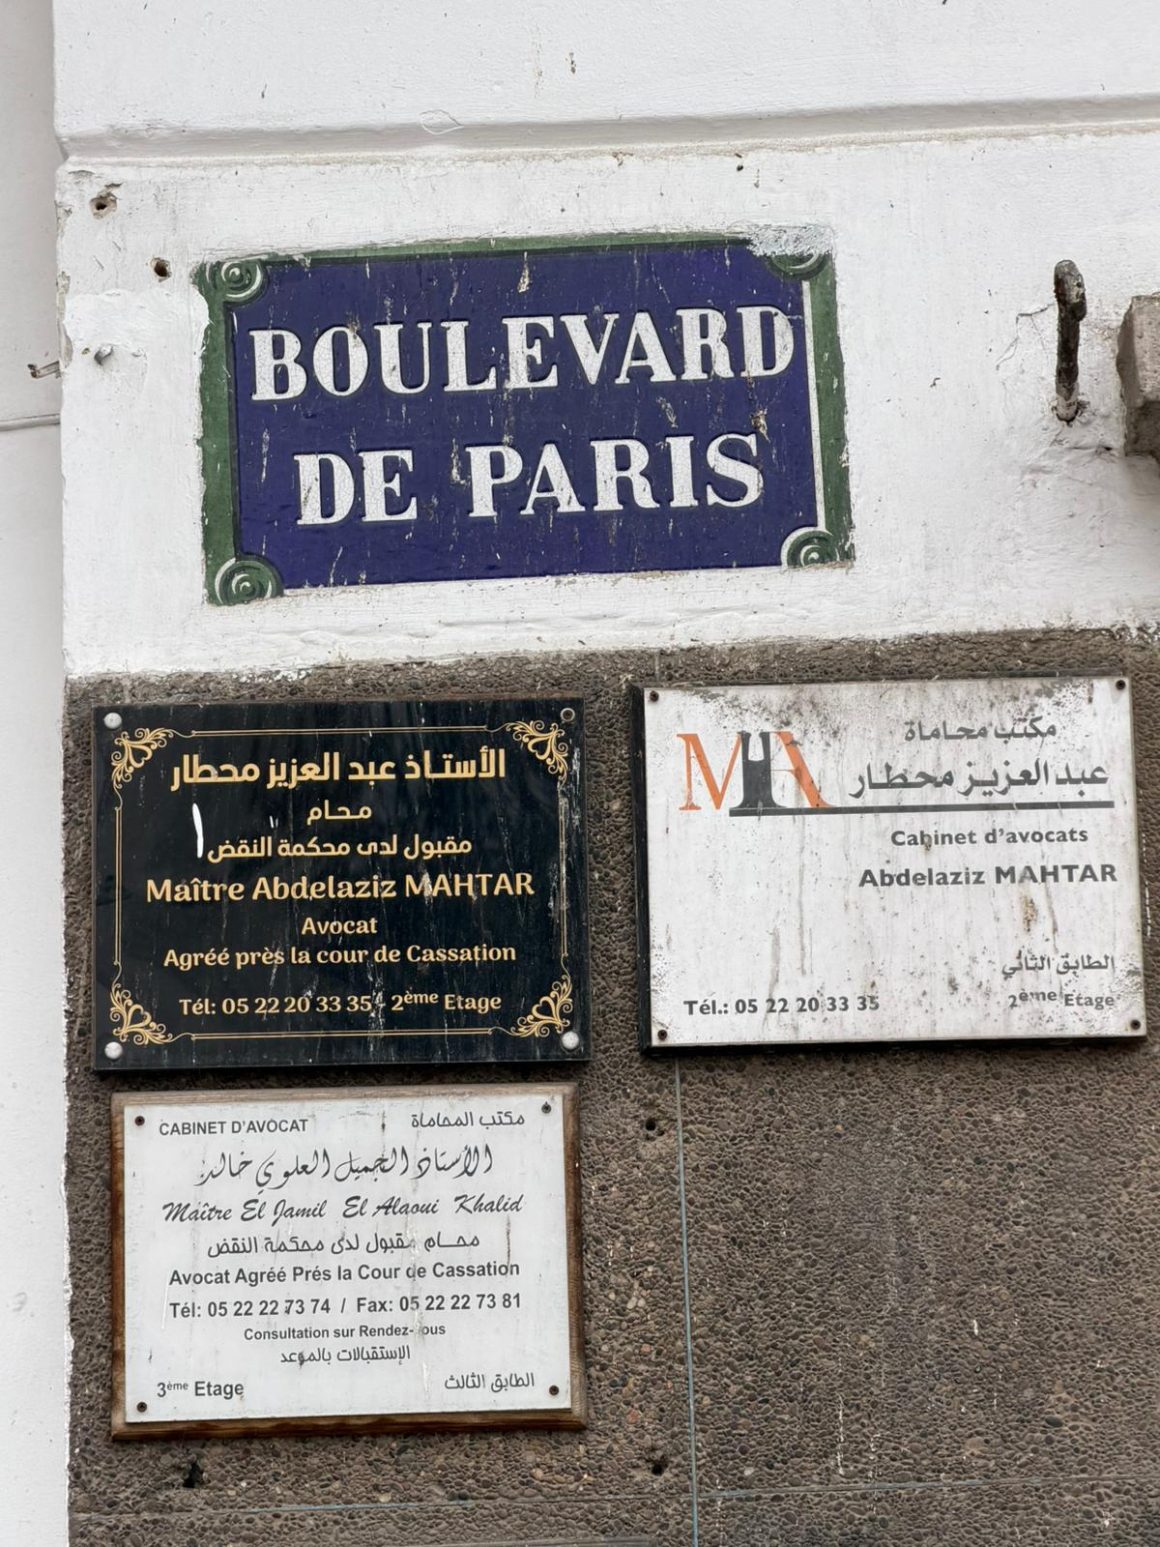 BOULEVARD
DE PARIS
الأستاذ عبد العزيز محطار
محام
مقبول لدى محكمة النقض
Maître Abdelaziz MAHTAR
Avocat
Agréé près la cour de Cassation
Tél: 05 22 20 33 35 2ème Etage
مكتب محاماة
MHA عبد العزيز محطار
Cabinet d'avocats
Abdelaziz MAHTAR
الطابق الثاني
Tél.: 05 22 20 33 35 2ème Etage
CABINET D'AVOCAT مكتب المحاماة
الأستاذ الجميل العلوي خالد
Maître El Jamil El Alaoui Khalid
محام مقبول لدى محكمة النقض
Avocat Agréé Prés la Cour de Cassation
Tél: 05 22 22 73 74 / Fax: 05 22 22 73 81
Consultation sur Rendez-vous
الإستقبالات بالموعد
3ème Etage الطابق الثالث